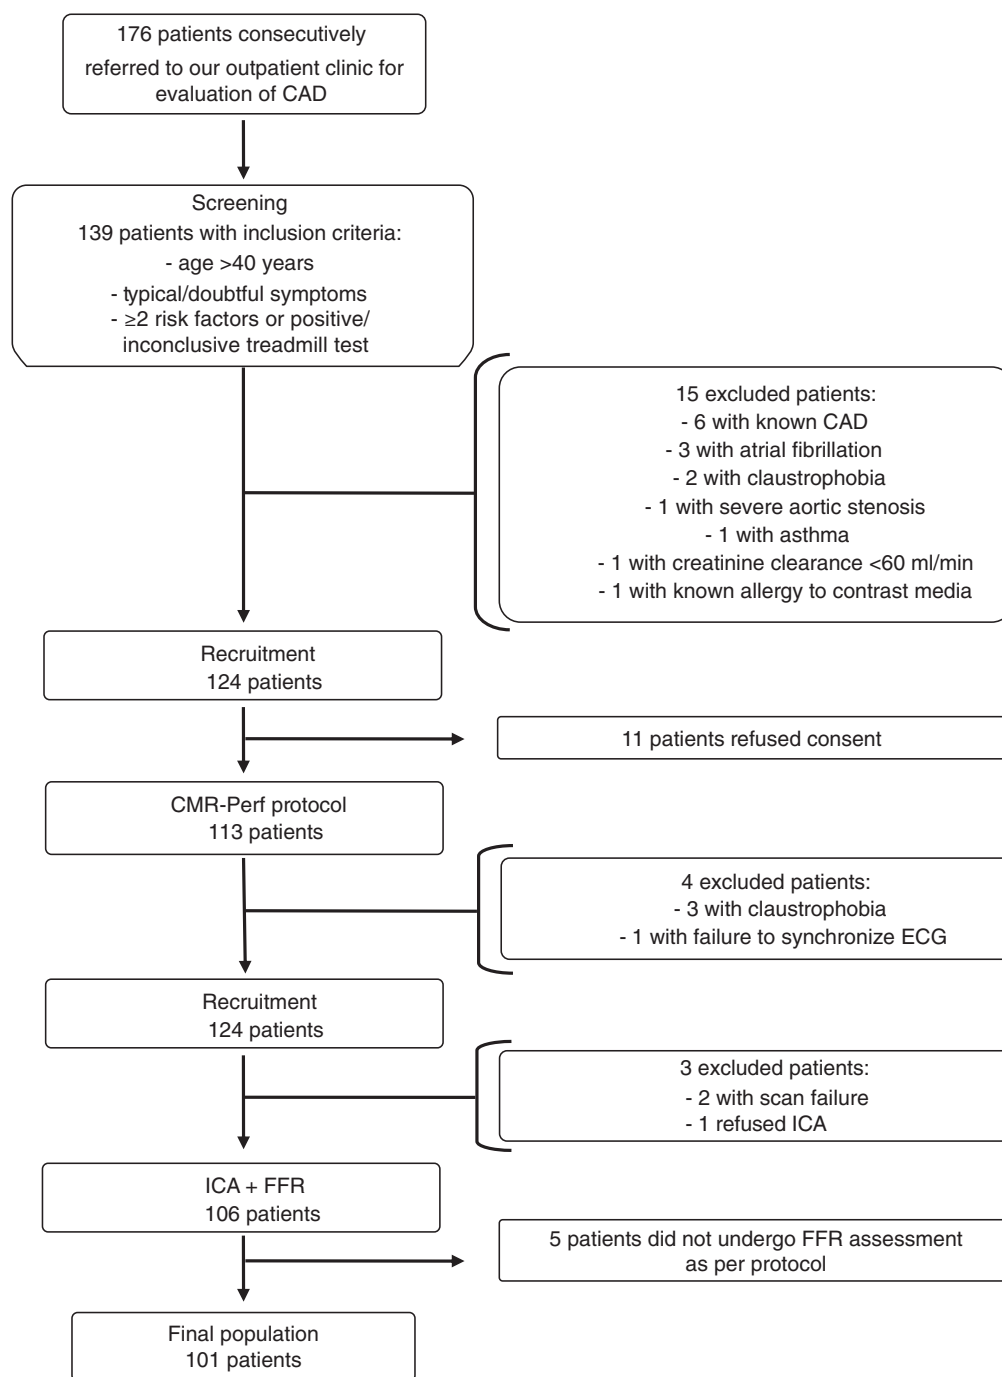 176 patients consecutively
referred to our outpatient clinic for
evaluation of CAD
Screening
139 patients with inclusion criteria:
- age >40 years
- typical/doubtful symptoms
- ≥2 risk factors or positive/
inconclusive treadmill test
15 excluded patients:
- 6 with known CAD
- 3 with atrial fibrillation
- 2 with claustrophobia
- 1 with severe aortic stenosis
- 1 with asthma
- 1 with creatinine clearance <60 ml/min
- 1 with known allergy to contrast media
Recruitment
124 patients
11 patients refused consent
CMR-Perf protocol
113 patients
4 excluded patients:
- 3 with claustrophobia
- 1 with failure to synchronize ECG
Recruitment
124 patients
3 excluded patients:
- 2 with scan failure
- 1 refused ICA
ICA + FFR
106 patients
5 patients did not undergo FFR assessment
as per protocol
Final population
101 patients